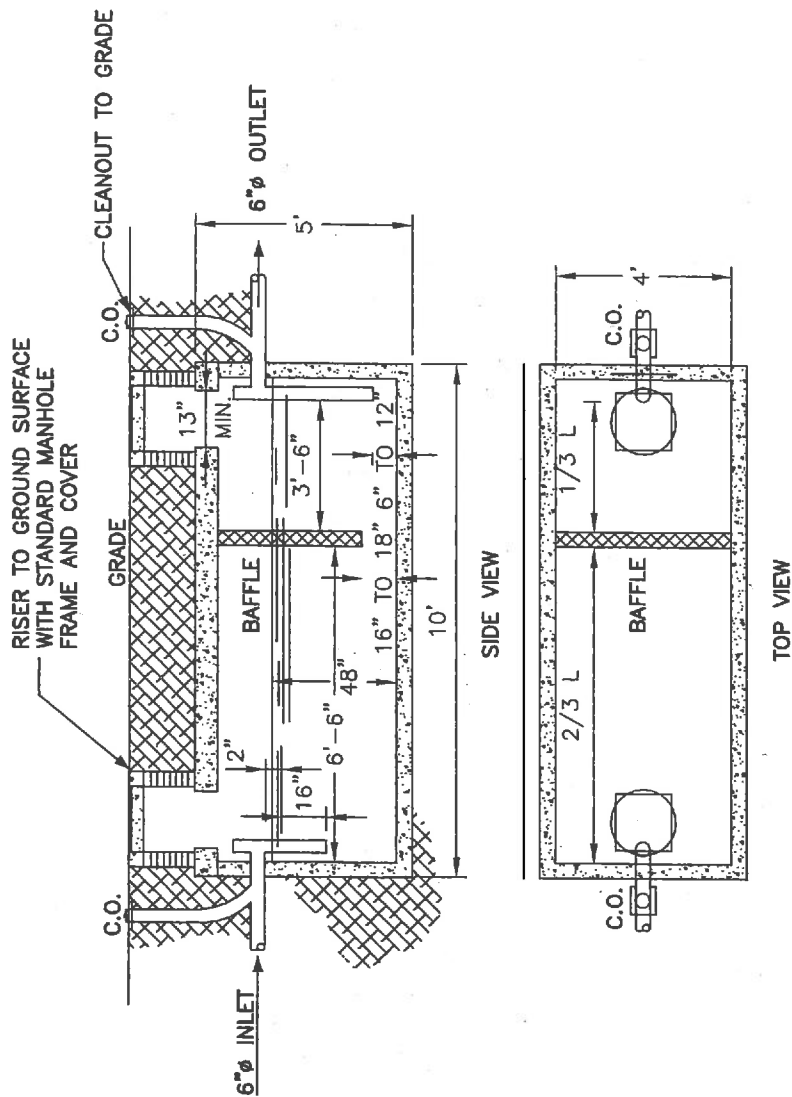 RISER TO GROUND SURFACE
WITH STANDARD MANHOLE
FRAME AND COVER
CLEANOUT TO GRADE
C.O.
GRADE
C.O.
6"ø INLET
6"ø OUTLET
13"
MIN.
2"
BAFFLE
5'
16"
48"
3'-6"
6'-6"
16" TO 18"
6" TO 12"
10'
SIDE VIEW
2/3 L
1/3 L
C.O.
BAFFLE
C.O.
4'
TOP VIEW